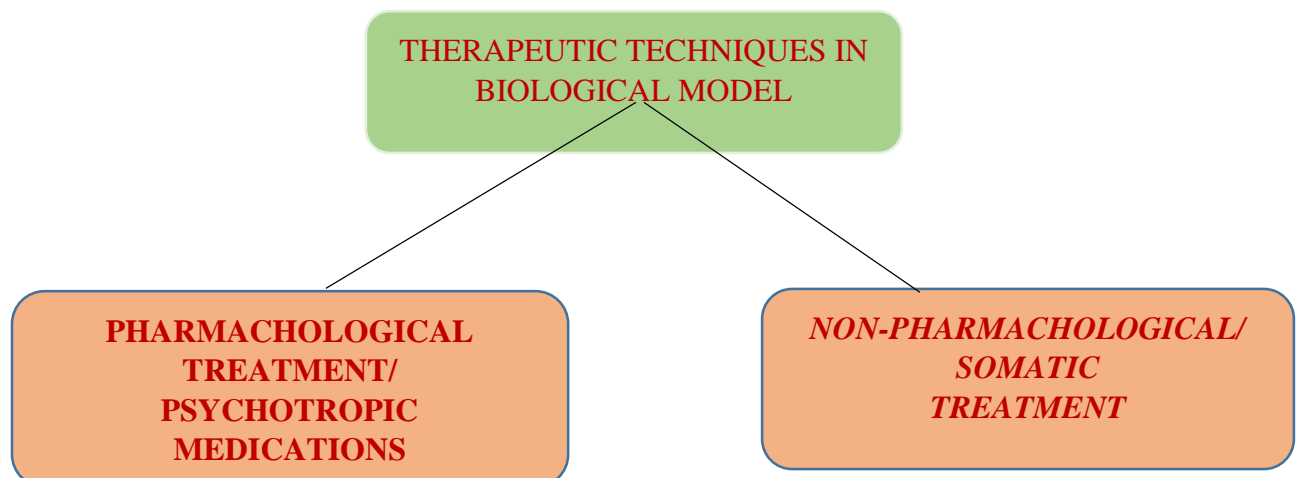 THERAPEUTIC TECHNIQUES IN
BIOLOGICAL MODEL
PHARMACHOLOGICAL
TREATMENT/
PSYCHOTROPIC
MEDICATIONS
NON-PHARMACHOLOGICAL/
SOMATIC
TREATMENT